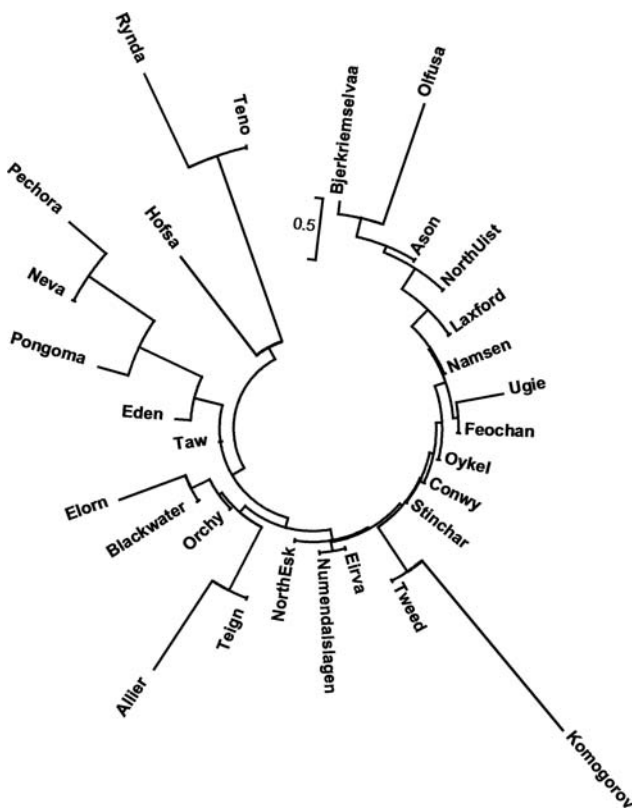 Rynda
Teno
Bjerkriemselvaa
Olfusa
Pechora
Hofsa
0.5
Ason
NorthUist
Neva
Laxford
Pongoma
Namsen
Ugie
Eden
Feochan
Taw
Oykel
Conwy
Elorn
Stinchar
Blackwater
Orchy
NorthEsk
Numendalslagen
Eirva
Tweed
Teign
Allier
Komogorov